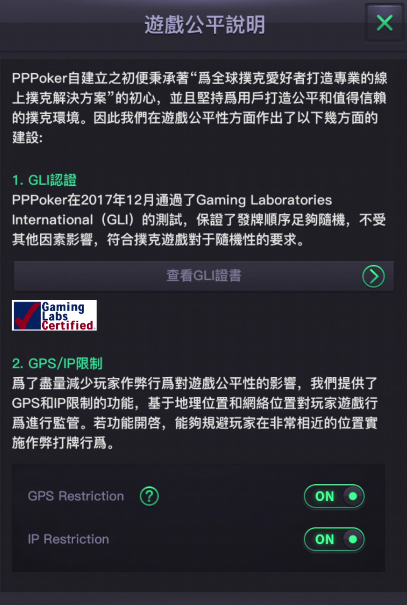 遊戲公平說明
PPPoker自建立之初便秉承著“爲全球撲克愛好者打造專業的線
上撲克解決方案”的初心，並且堅持爲用戶打造公平和值得信賴
的撲克環境。因此我們在遊戲公平性方面作出了以下幾方面的
建設:
1. GLI認證
PPPoker在2017年12月通過了Gaming Laboratories
International（GLI）的測試，保證了發牌順序足夠隨機，不受
其他因素影響，符合撲克遊戲對于隨機性的要求。
查看GLI證書
Gaming
Labs
Certified
2. GPS/IP限制
爲了盡量減少玩家作弊行爲對遊戲公平性的影響，我們提供了
GPS和IP限制的功能，基于地理位置和網絡位置對玩家遊戲行
爲進行監管。若功能開啓，能夠規避玩家在非常相近的位置實
施作弊打牌行爲。
GPS Restriction ? ON
IP Restriction ON